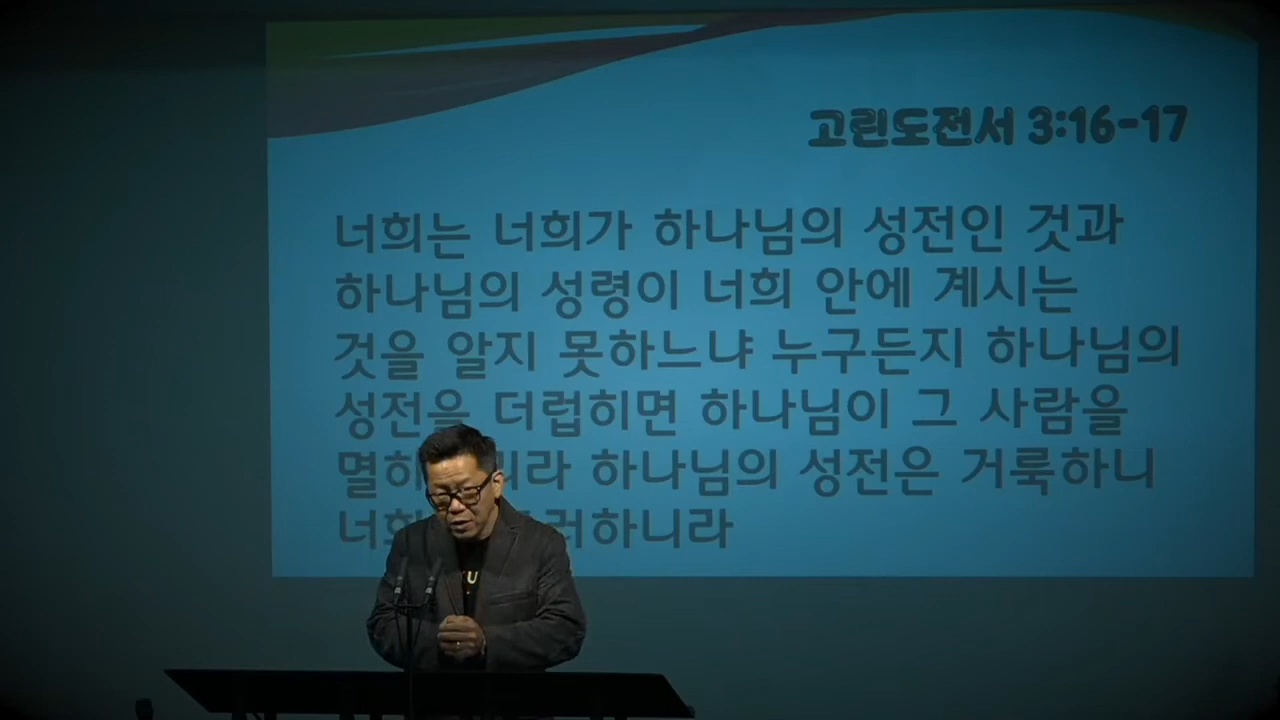 고린도전서 3:16-17
너희는 너희가 하나님의 성전인 것과
하나님의 성령이 너희 안에 계시는
것을 알지 못하느냐 누구든지 하나님의
성전을 더럽히면 하나님이 그 사람을
하나님의 성전은 거룩하니